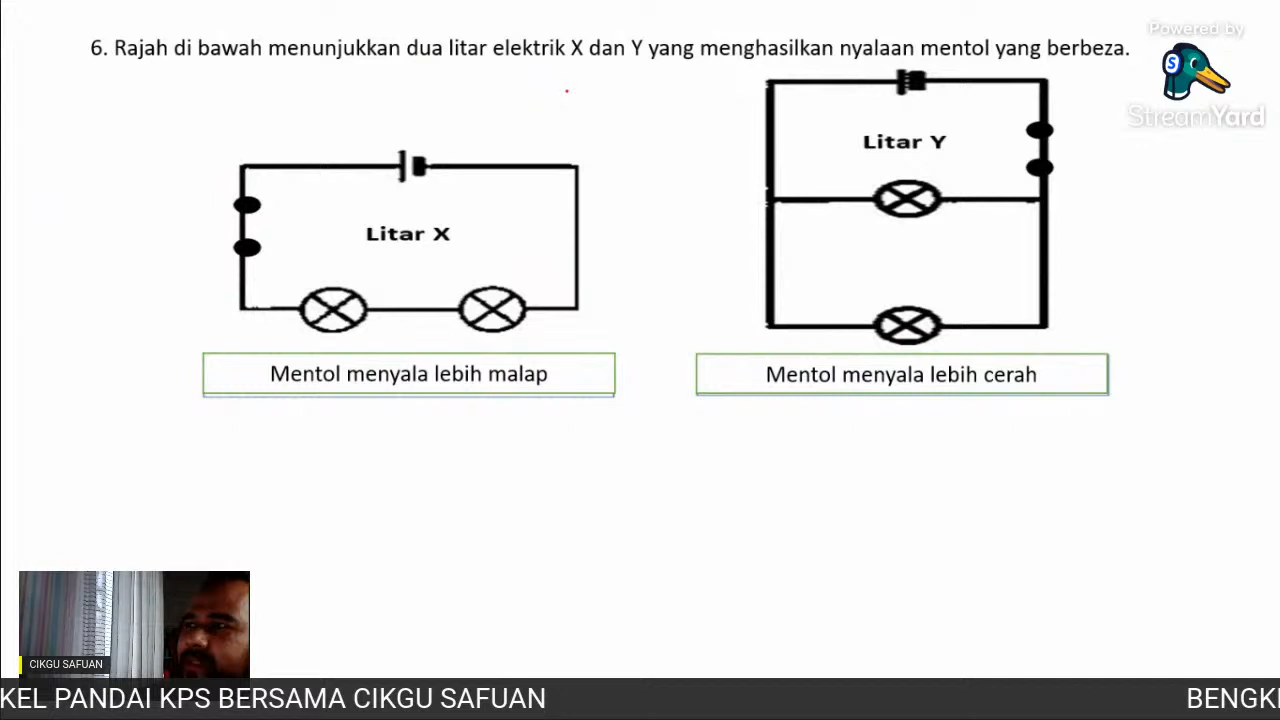 Powered by
StreamYard
6. Rajah di bawah menunjukkan dua litar elektrik X dan Y yang menghasilkan nyalaan mentol yang berbeza.
Litar X
Litar Y
Mentol menyala lebih malap
Mentol menyala lebih cerah
CIKGU SAFUAN
KEL PANDAI KPS BERSAMA CIKGU SAFUAN
BENGKE